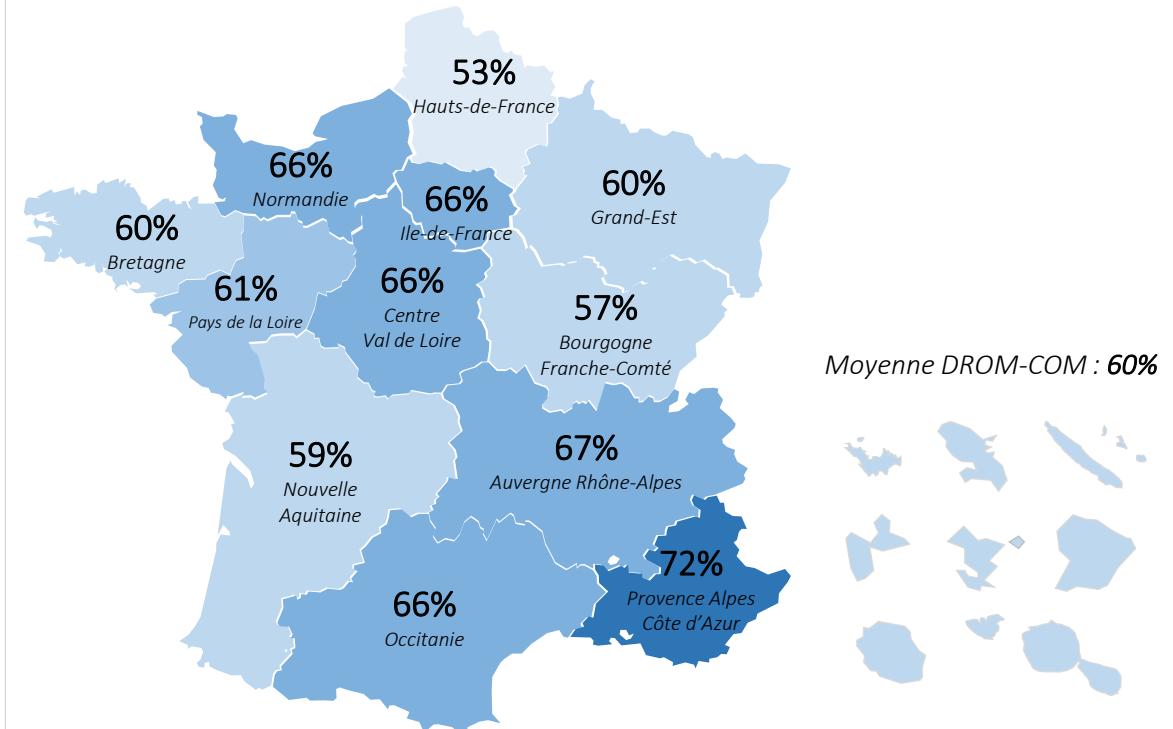 53%
Hauts-de-France
66%
Normandie
66%
Ile-de-France
60%
Grand-Est
60%
Bretagne
61%
Pays de la Loire
66%
Centre
Val de Loire
57%
Bourgogne
Franche-Comté
Moyenne DROM-COM : 60%
59%
Nouvelle
Aquitaine
67%
Auvergne Rhône-Alpes
72%
Provence Alpes
Côte d’Azur
66%
Occitanie